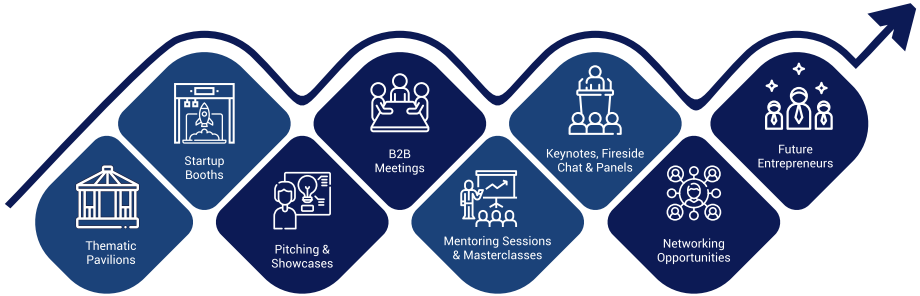 Thematic
Pavilions
Startup
Booths
Pitching &
Showcases
B2B
Meetings
Mentoring Sessions
& Masterclasses
Keynotes, Fireside
Chat & Panels
Networking
Opportunities
Future
Entrepreneurs